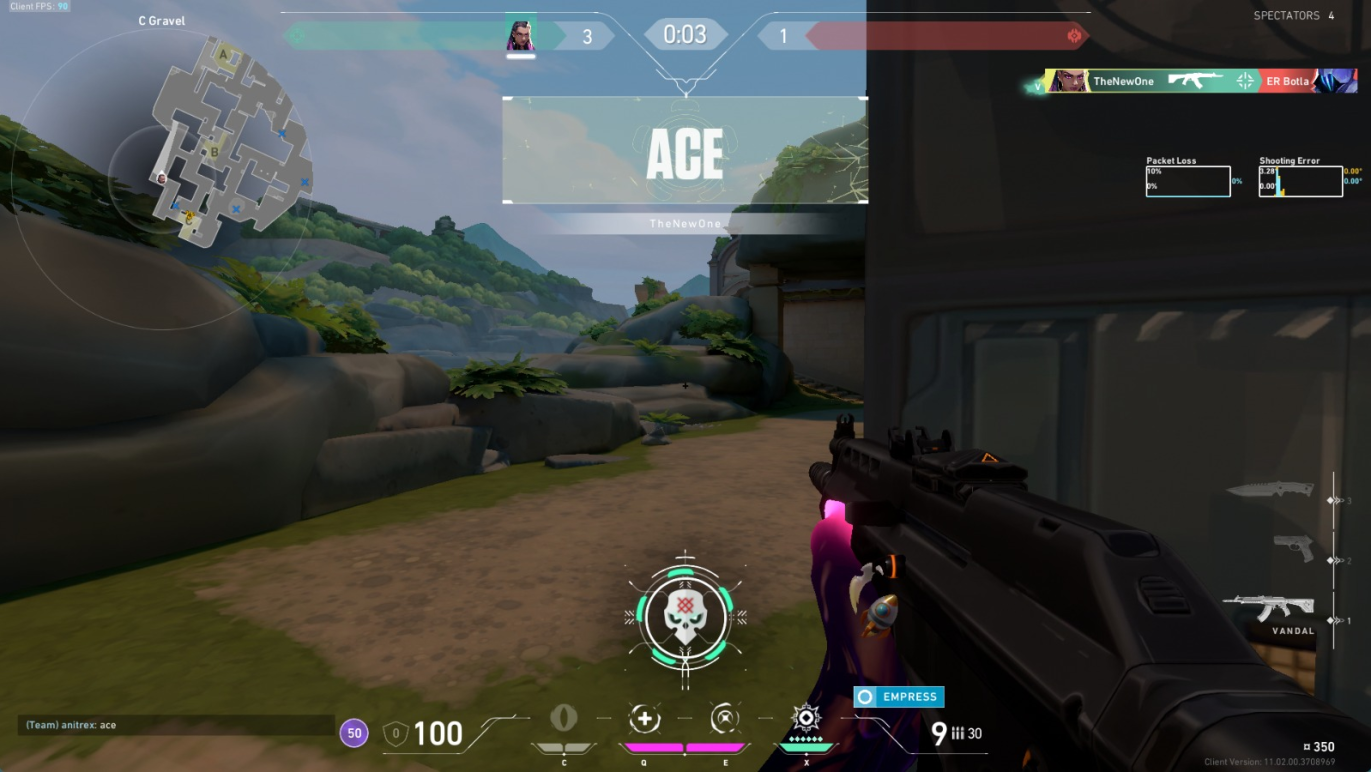 Client FPS: 90
C Gravel
A
B
C
3
0:03
1
SPECTATORS 4
TheNewOne
ER Botla
ACE
TheNewOne
Packet Loss
10%
0%
0%
Shooting Error
3.28°
0.00°
0.00°
0.00°
3
2
1
VANDAL
EMPRESS
(Team) anitrex: ace
50
0
100
C
Q
E
X
9
30
350
Client Version: 11.02.00.3708969